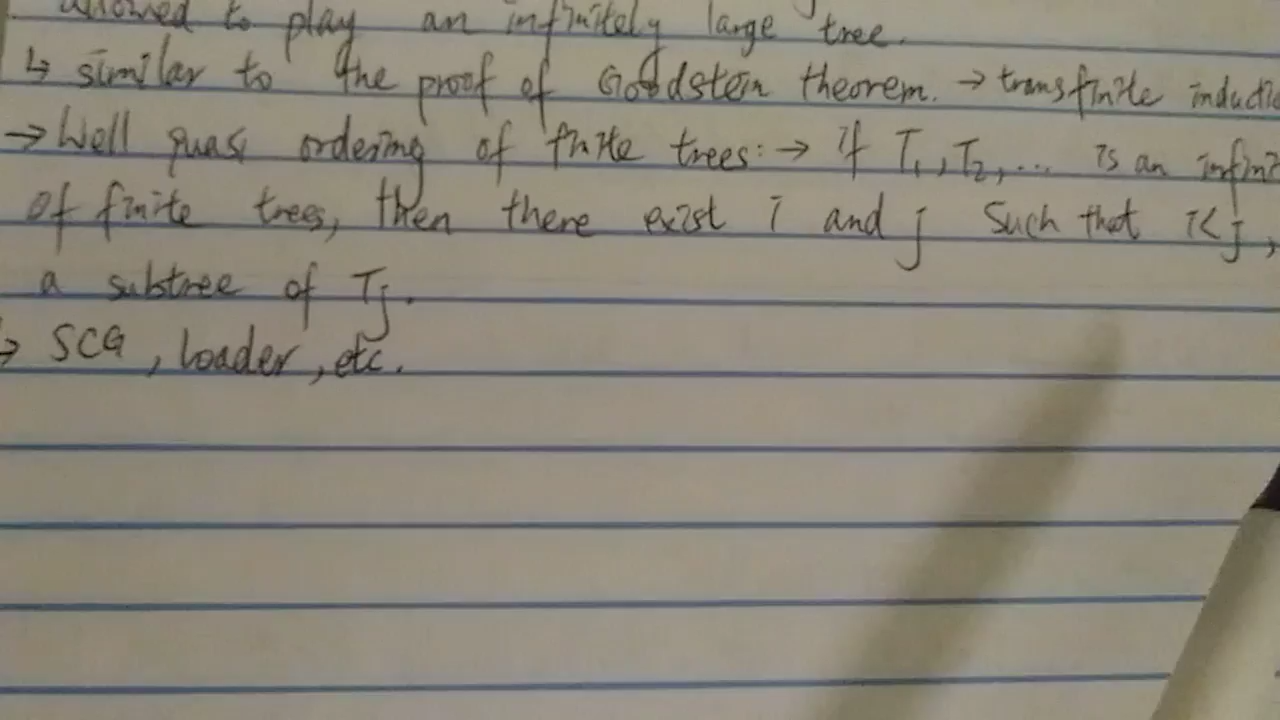 allowed to play an infinitely large tree.
↳ similar to the proof of Goodstein theorem. → transfinite inductio
→ Well quasi ordering of finite trees: → if T₁, T₂, ... is an infinit
of finite trees, then there exist i and j such that i<j,
a subtree of Tj.
→ SCG, loader, etc.